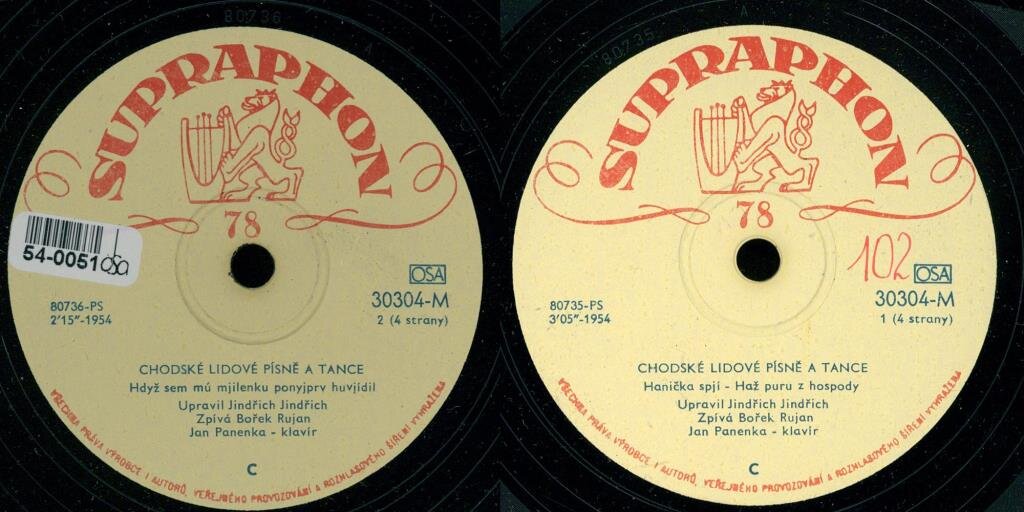 80736
SUPRAPHON
78
54-0051 osa
OSA
30304-M
80736-PS
2'15"-1954
2 (4 strany)
CHODSKÉ LIDOVÉ PÍSNĚ A TANCE
Hdyž sem mú mjilenku ponyjprv huvjídil
Upravil Jindřich Jindřich
Zpívá Bořek Rujan
Jan Panenka - klavír
C
VŠECHNA PRÁVA VÝROBCE I AUTORŮ, VEŘEJNÉHO PROVOZOVÁNÍ A ROZHLASOVÉHO ŠÍŘENÍ VYHRAŽENA
80735
SUPRAPHON
78
102
OSA
30304-M
80735-PS
3'05"-1954
1 (4 strany)
CHODSKÉ LIDOVÉ PÍSNĚ A TANCE
Hanička spjí - Haž puru z hospody
Upravil Jindřich Jindřich
Zpívá Bořek Rujan
Jan Panenka - klavír
C
VŠECHNA PRÁVA VÝROBCE I AUTORŮ, VEŘEJNÉHO PROVOZOVÁNÍ A ROZHLASOVÉHO ŠÍŘENÍ VYHRAŽENA